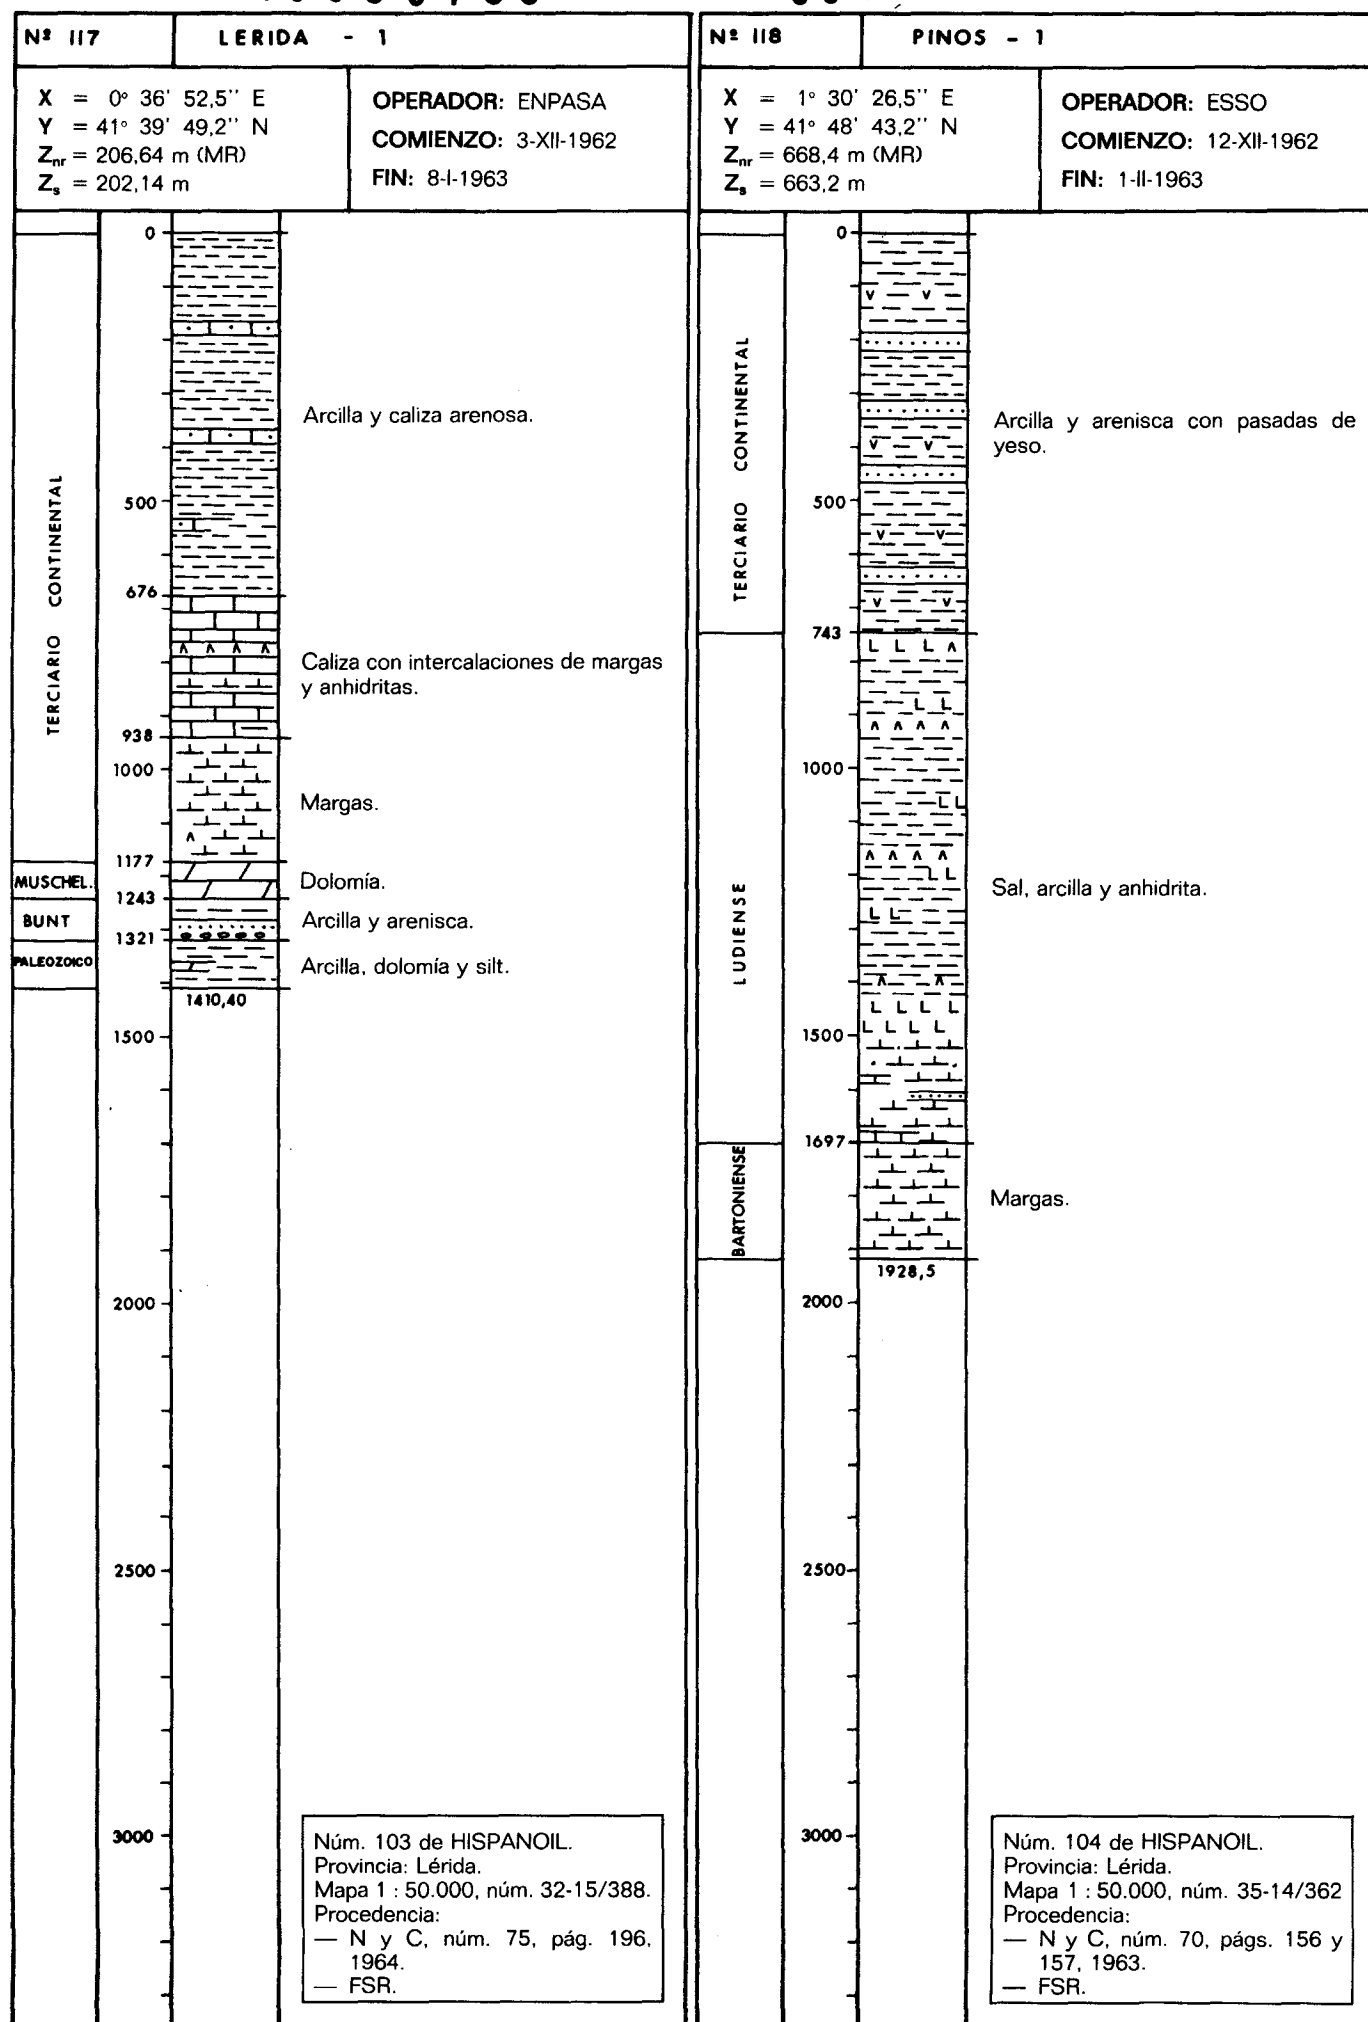 Nº 117
LERIDA - 1
X = 0° 36' 52,5'' E
Y = 41° 39' 49,2'' N
Znr = 206,64 m (MR)
Zs = 202,14 m
OPERADOR: ENPASA
COMIENZO: 3-XII-1962
FIN: 8-I-1963
0
500
676
938
1000
1177
1243
1321
1410,40
1500
2000
2500
3000
TERCIARIO CONTINENTAL
MUSCHEL.
BUNT
PALEOZOICO
Arcilla y caliza arenosa.
Caliza con intercalaciones de margas
y anhidritas.
Margas.
Dolomía.
Arcilla y arenisca.
Arcilla, dolomía y silt.
Núm. 103 de HISPANOIL.
Provincia: Lérida.
Mapa 1 : 50.000, núm. 32-15/388.
Procedencia:
— N y C, núm. 75, pág. 196,
1964.
— FSR.
Nº 118
PINOS - 1
X = 1° 30' 26,5'' E
Y = 41° 48' 43,2'' N
Znr = 668,4 m (MR)
Zs = 663,2 m
OPERADOR: ESSO
COMIENZO: 12-XII-1962
FIN: 1-II-1963
0
500
743
1000
1500
1697
1928,5
2000
2500
3000
TERCIARIO CONTINENTAL
LUDIENSE
BARTONIENSE
Arcilla y arenisca con pasadas de
yeso.
Sal, arcilla y anhidrita.
Margas.
Núm. 104 de HISPANOIL.
Provincia: Lérida.
Mapa 1 : 50.000, núm. 35-14/362
Procedencia:
— N y C, núm. 70, págs. 156 y
157, 1963.
— FSR.